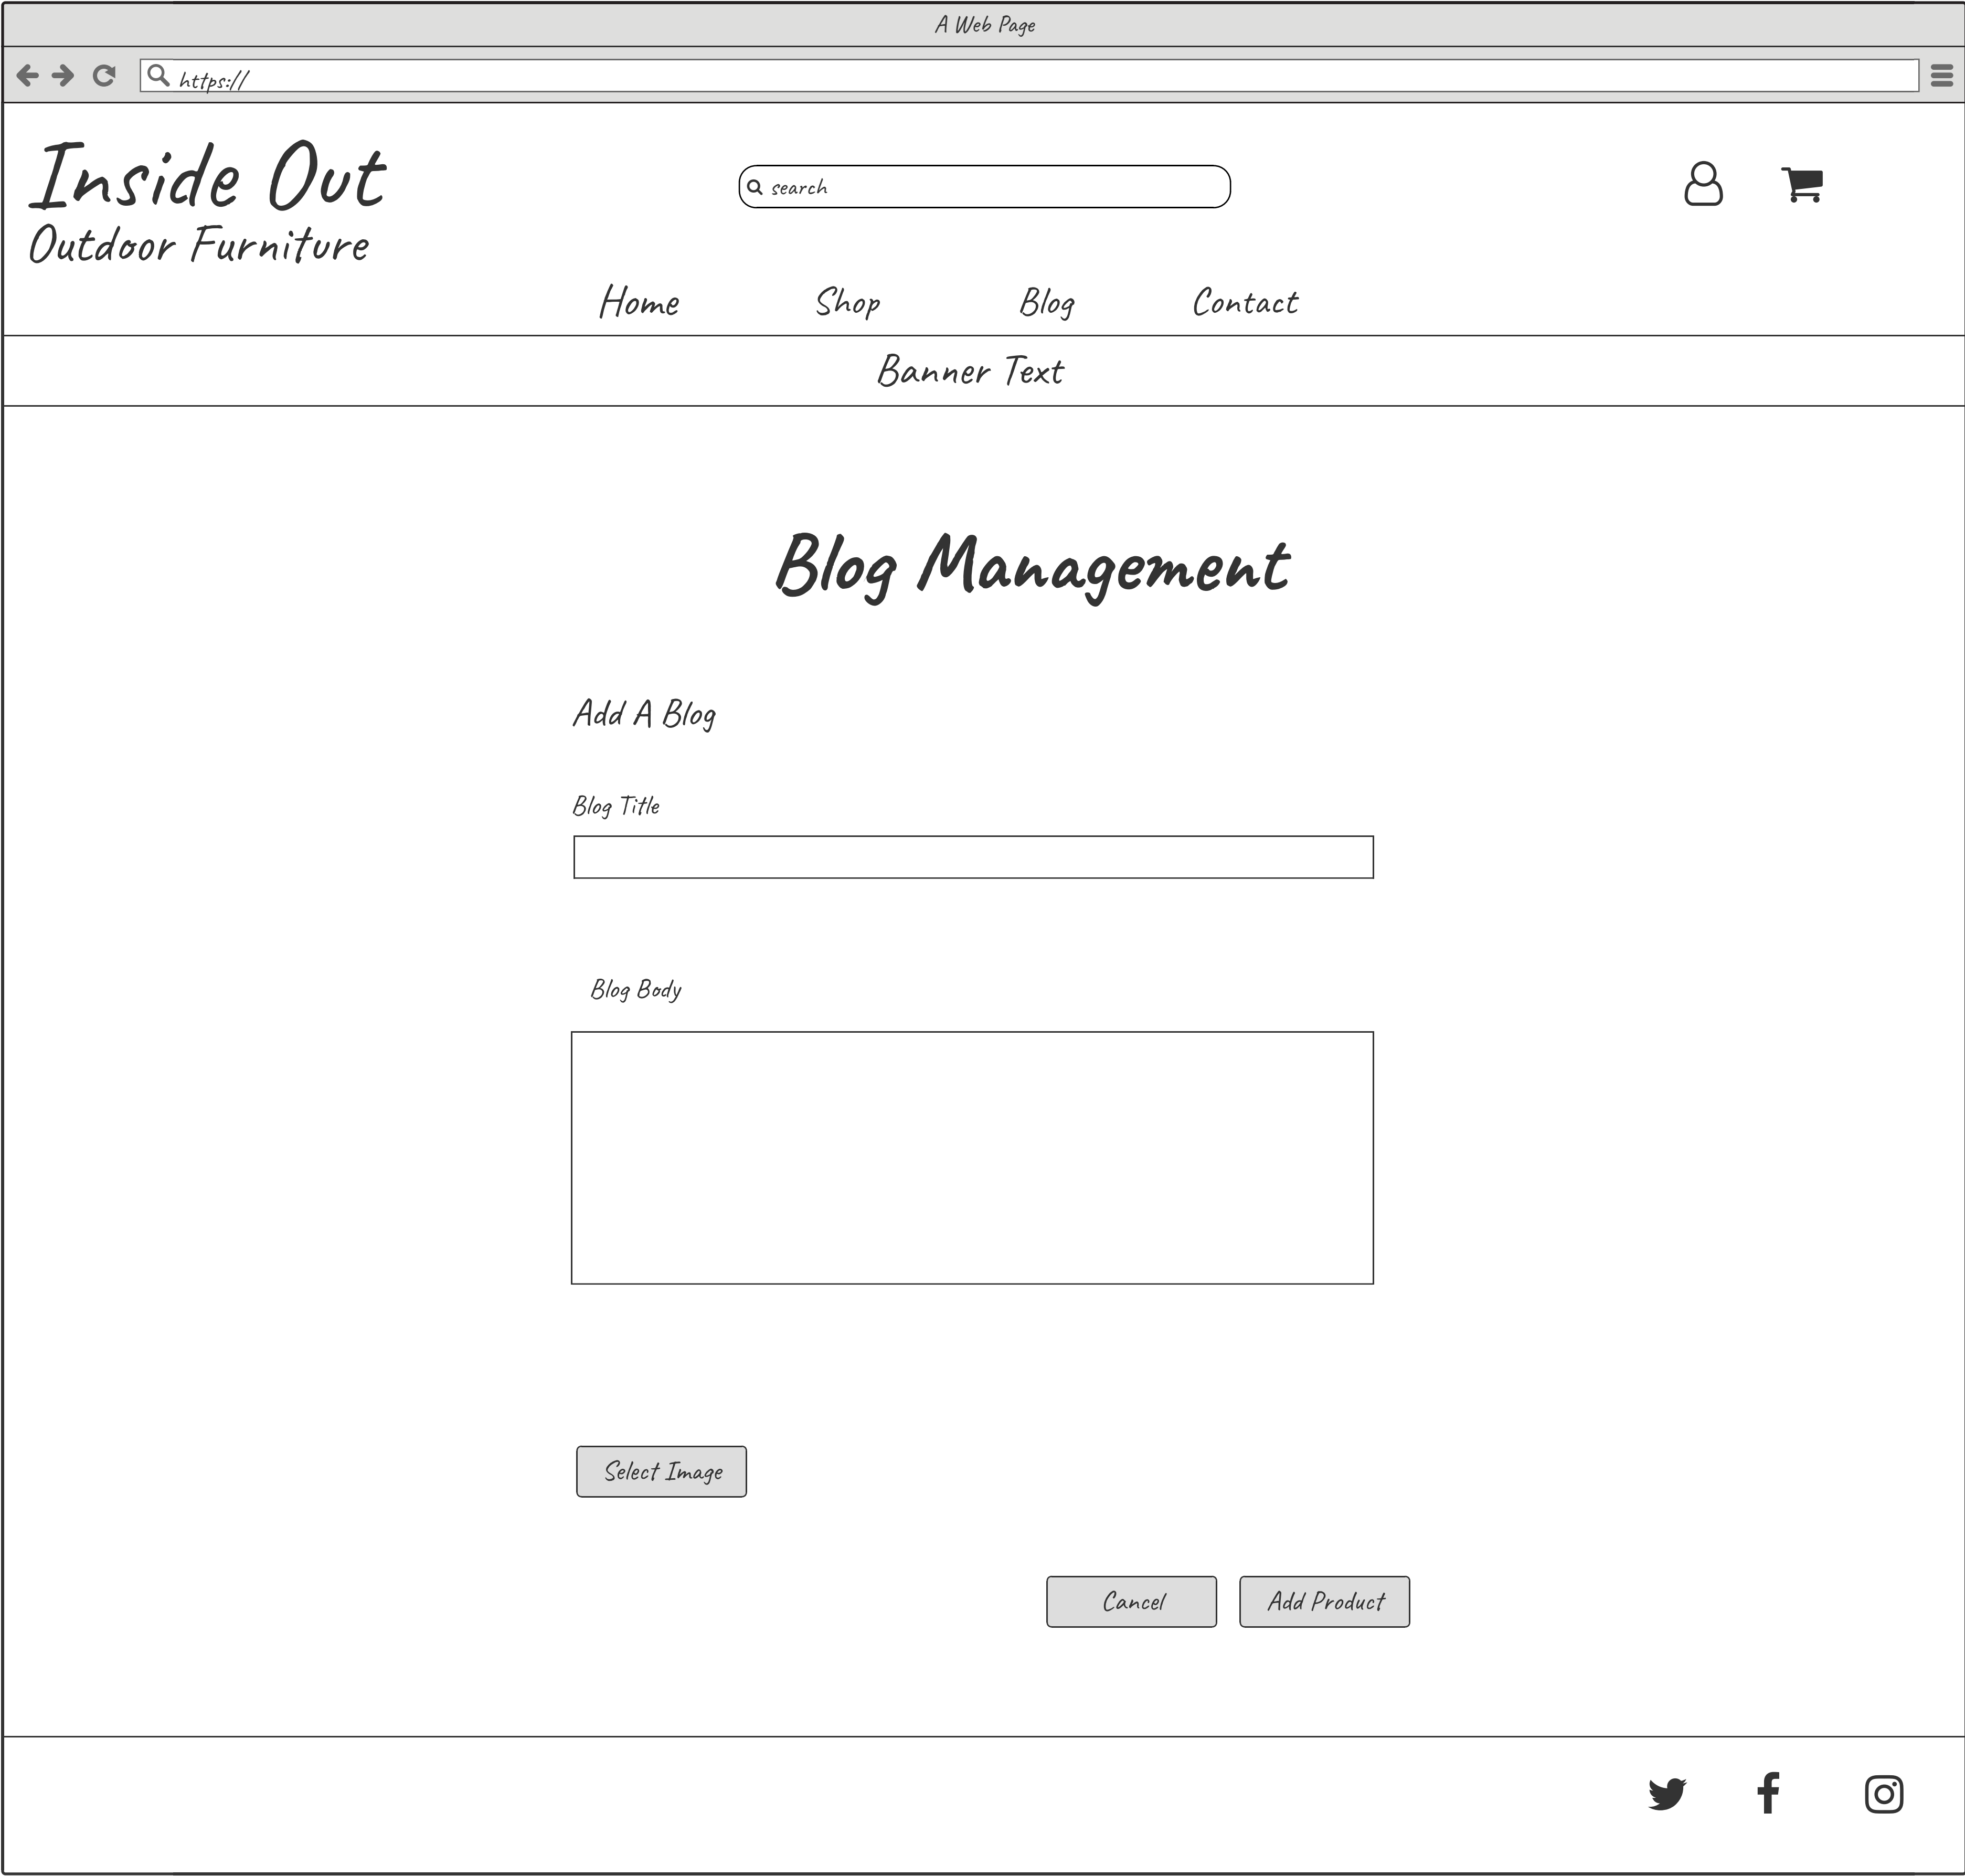 A Web Page
https://
Inside Out
search
Outdoor Furniture
Home Shop Blog Contact
Banner Text
Blog Management
Add A Blog
Blog Title
Blog Body
Select Image
Cancel Add Product